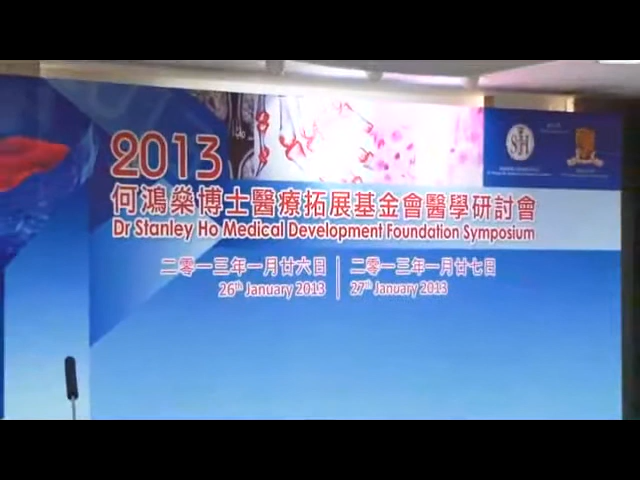 2013
何鴻燊博士醫療拓展基金會醫學研討會
Dr Stanley Ho Medical Development Foundation Symposium
二零一三年一月廿六日
26th January 2013
二零一三年一月廿七日
27th January 2013